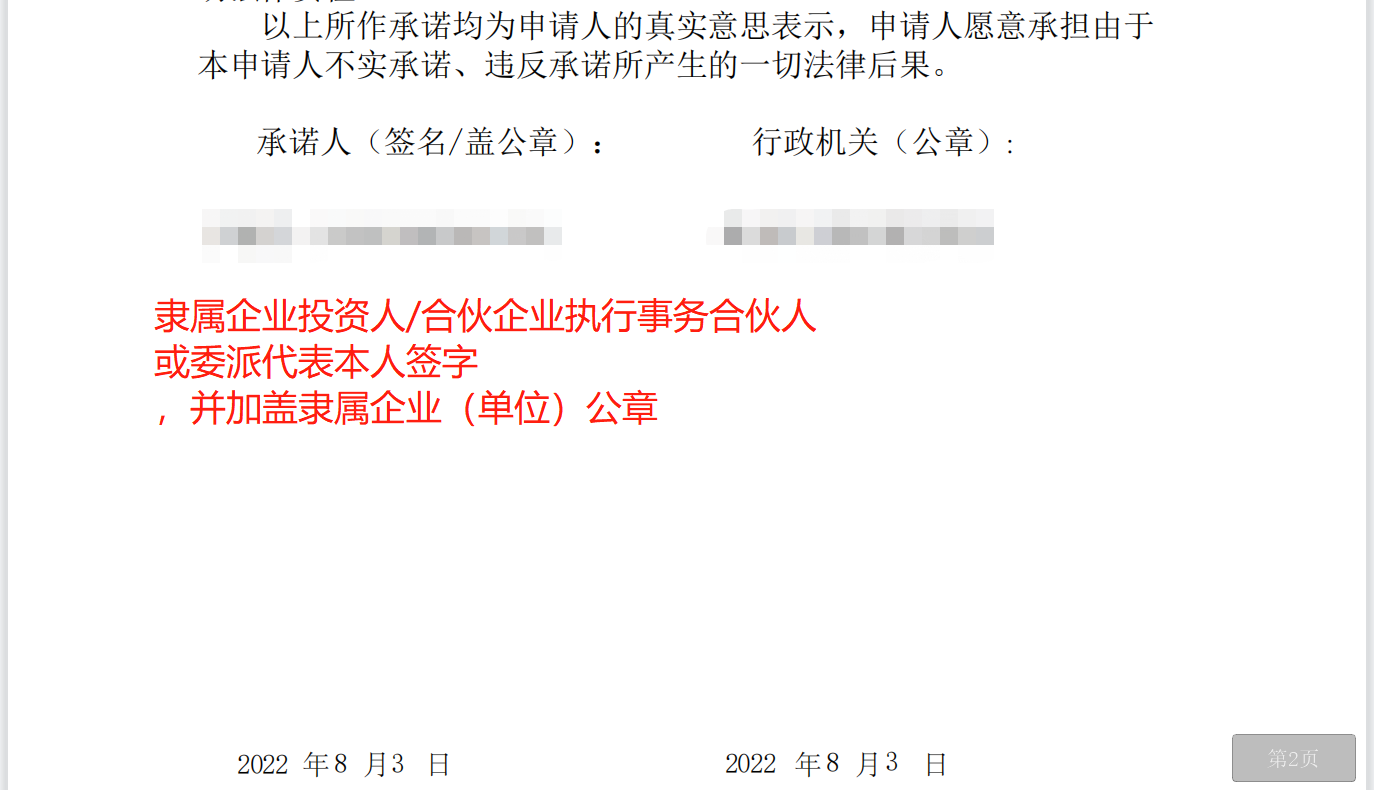 以上所作承诺均为申请人的真实意思表示，申请人愿意承担由于
本申请人不实承诺、违反承诺所产生的一切法律后果。
承诺人（签名/盖公章）： 行政机关（公章）:
隶属企业投资人/合伙企业执行事务合伙人
或委派代表本人签字
，并加盖隶属企业（单位）公章
2022 年8 月3 日 2022 年8 月3 日
第2页